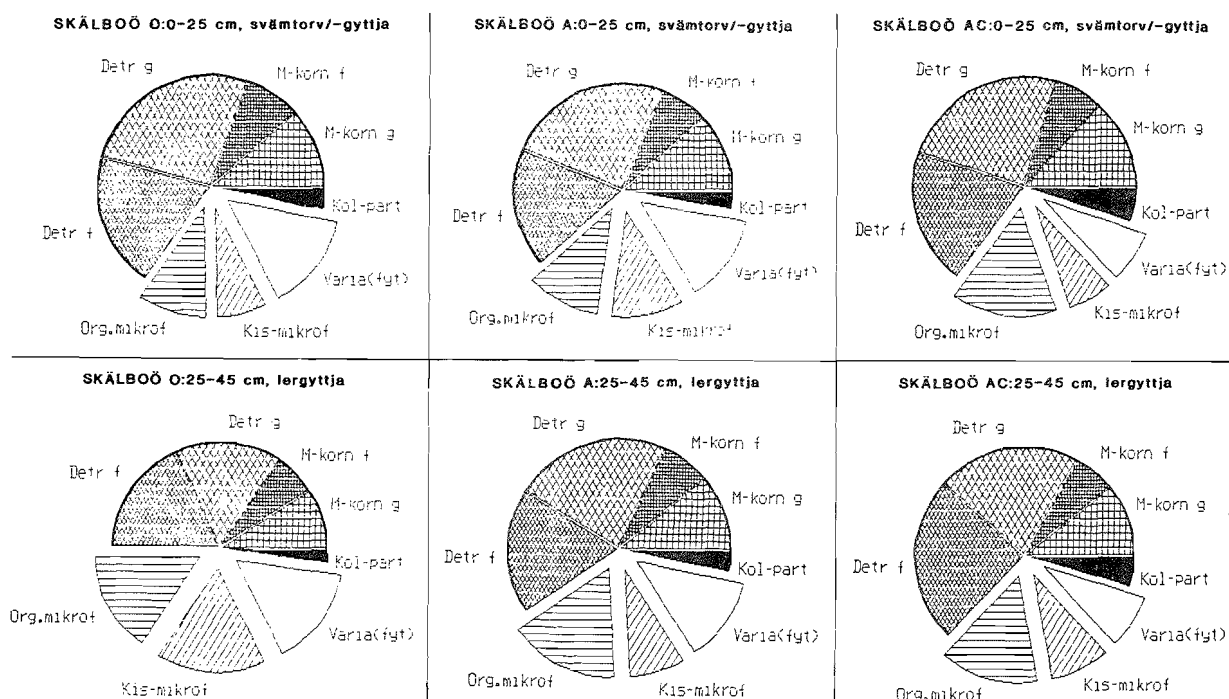 SKÄLBOÖ O:0-25 cm, svämtorv/-gyttja
Detr g
M-korn f
M-korn g
Kol-part
Detr f
Varia(fyt)
Org.mikrof
Kis-mikrof
SKÄLBOÖ A:0-25 cm, svämtorv/-gyttja
Detr g
M-korn f
M-korn g
Kol-part
Detr f
Varia(fyt)
Org.mikrof
Kis-mikrof
SKÄLBOÖ AC:0-25 cm, svämtorv/-gyttja
Detr g
M-korn f
M-korn g
Kol-part
Detr f
Varia(fyt)
Kis-mikrof
Org.mikrof
SKÄLBOÖ O:25-45 cm, lergyttja
Detr g
Detr f
M-korn f
M-korn g
Kol-part
Org.mikrof
Varia(fyt)
Kis-mikrof
SKÄLBOÖ A:25-45 cm, lergyttja
Detr g
M-korn f
M-korn g
Detr f
Kol-part
Varia(fyt)
Org.mikrof
Kis-mikrof
SKÄLBOÖ AC:25-45 cm, lergyttja
Detr g
M-korn f
M-korn g
Detr f
Kol-part
Varia(fyt)
Kis-mikrof
Org.mikrof